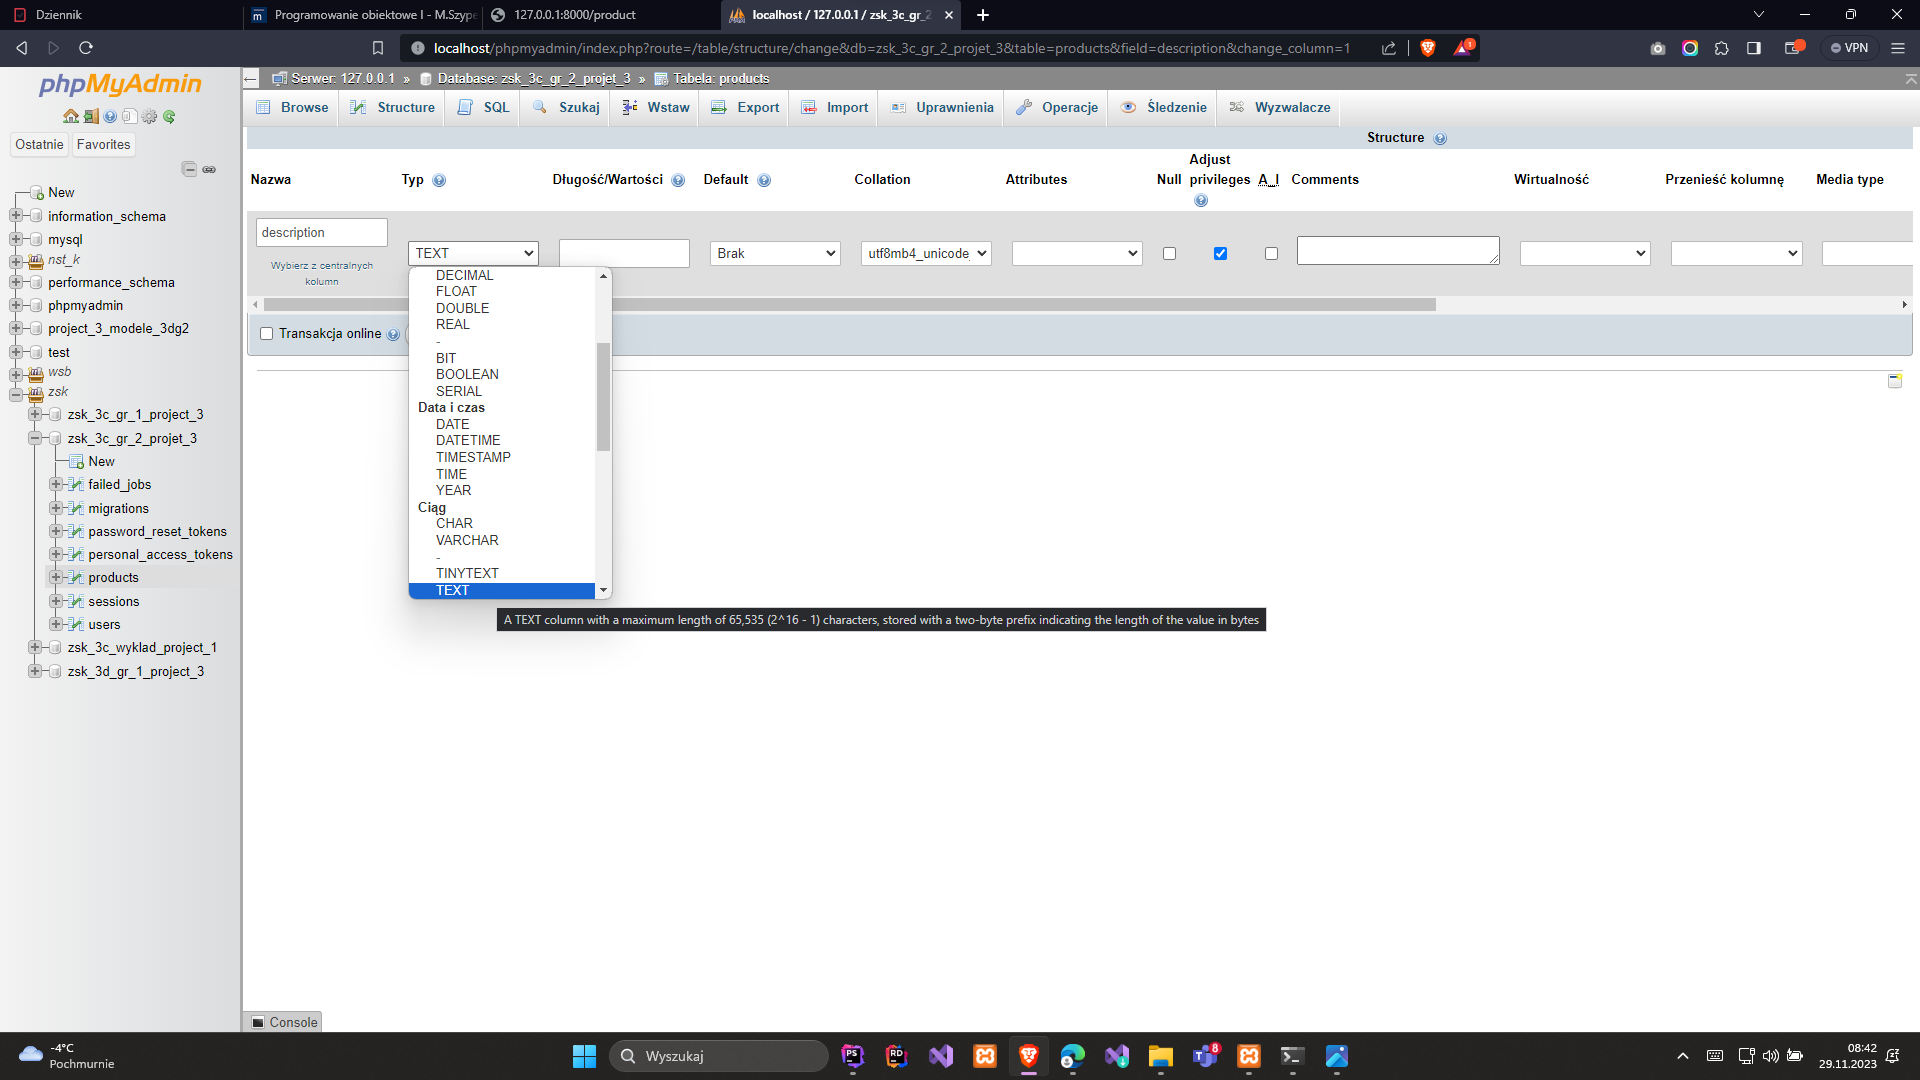 Dziennik
Programowanie obiektowe I - M.Szype
127.0.0.1:8000/product
localhost / 127.0.0.1 / zsk_3c_gr_2
localhost/phpmyadmin/index.php?route=/table/structure/change&db=zsk_3c_gr_2_projet_3&table=products&field=description&change_column=1
1
VPN
phpMyAdmin
Ostatnie
Favorites
New
information_schema
mysql
nst_k
performance_schema
phpmyadmin
project_3_modele_3dg2
test
wsb
zsk
zsk_3c_gr_1_project_3
zsk_3c_gr_2_projet_3
New
failed_jobs
migrations
password_reset_tokens
personal_access_tokens
products
sessions
users
zsk_3c_wyklad_project_1
zsk_3d_gr_1_project_3
Serwer: 127.0.0.1 » Database: zsk_3c_gr_2_projet_3 » Tabela: products
Browse
Structure
SQL
Szukaj
Wstaw
Export
Import
Uprawnienia
Operacje
Śledzenie
Wyzwalacze
Structure
Nazwa
Typ
Długość/Wartości
Default
Collation
Attributes
Null
Adjust
privileges
A_I
Comments
Wirtualność
Przenieść kolumnę
Media type
description
Wybierz z centralnych
kolumn
TEXT
Brak
utf8mb4_unicode_
Transakcja online
DECIMAL
FLOAT
DOUBLE
REAL
-
BIT
BOOLEAN
SERIAL
Data i czas
DATE
DATETIME
TIMESTAMP
TIME
YEAR
Ciąg
CHAR
VARCHAR
-
TINYTEXT
TEXT
A TEXT column with a maximum length of 65,535 (2^16 - 1) characters, stored with a two-byte prefix indicating the length of the value in bytes
Console
-4°C
Pochmurnie
Wyszukaj
PS
RD
8
08:42
29.11.2023